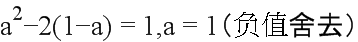 a²−2(1−a) = 1,a = 1(负值舍去)